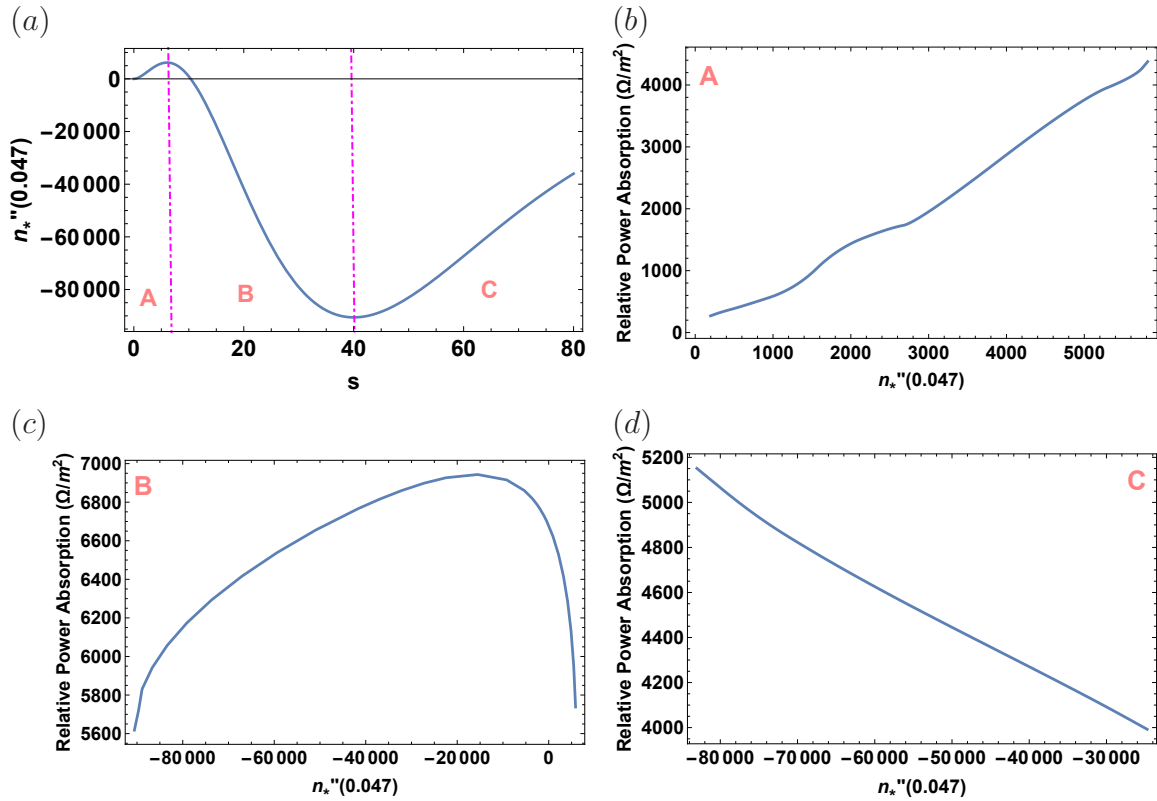 (a)
n*''(0.047)
0
−20 000
−40 000
−60 000
−80 000
A
B
C
0
20
40
60
80
s
(b)
Relative Power Absorption (Ω/m²)
A
4000
3000
2000
1000
0
0
1000
2000
3000
4000
5000
n*''(0.047)
(c)
Relative Power Absorption (Ω/m²)
B
7000
6800
6600
6400
6200
6000
5800
5600
−80 000
−60 000
−40 000
−20 000
0
n*''(0.047)
(d)
Relative Power Absorption (Ω/m²)
C
5200
5000
4800
4600
4400
4200
4000
−80 000
−70 000
−60 000
−50 000
−40 000
−30 000
n*''(0.047)